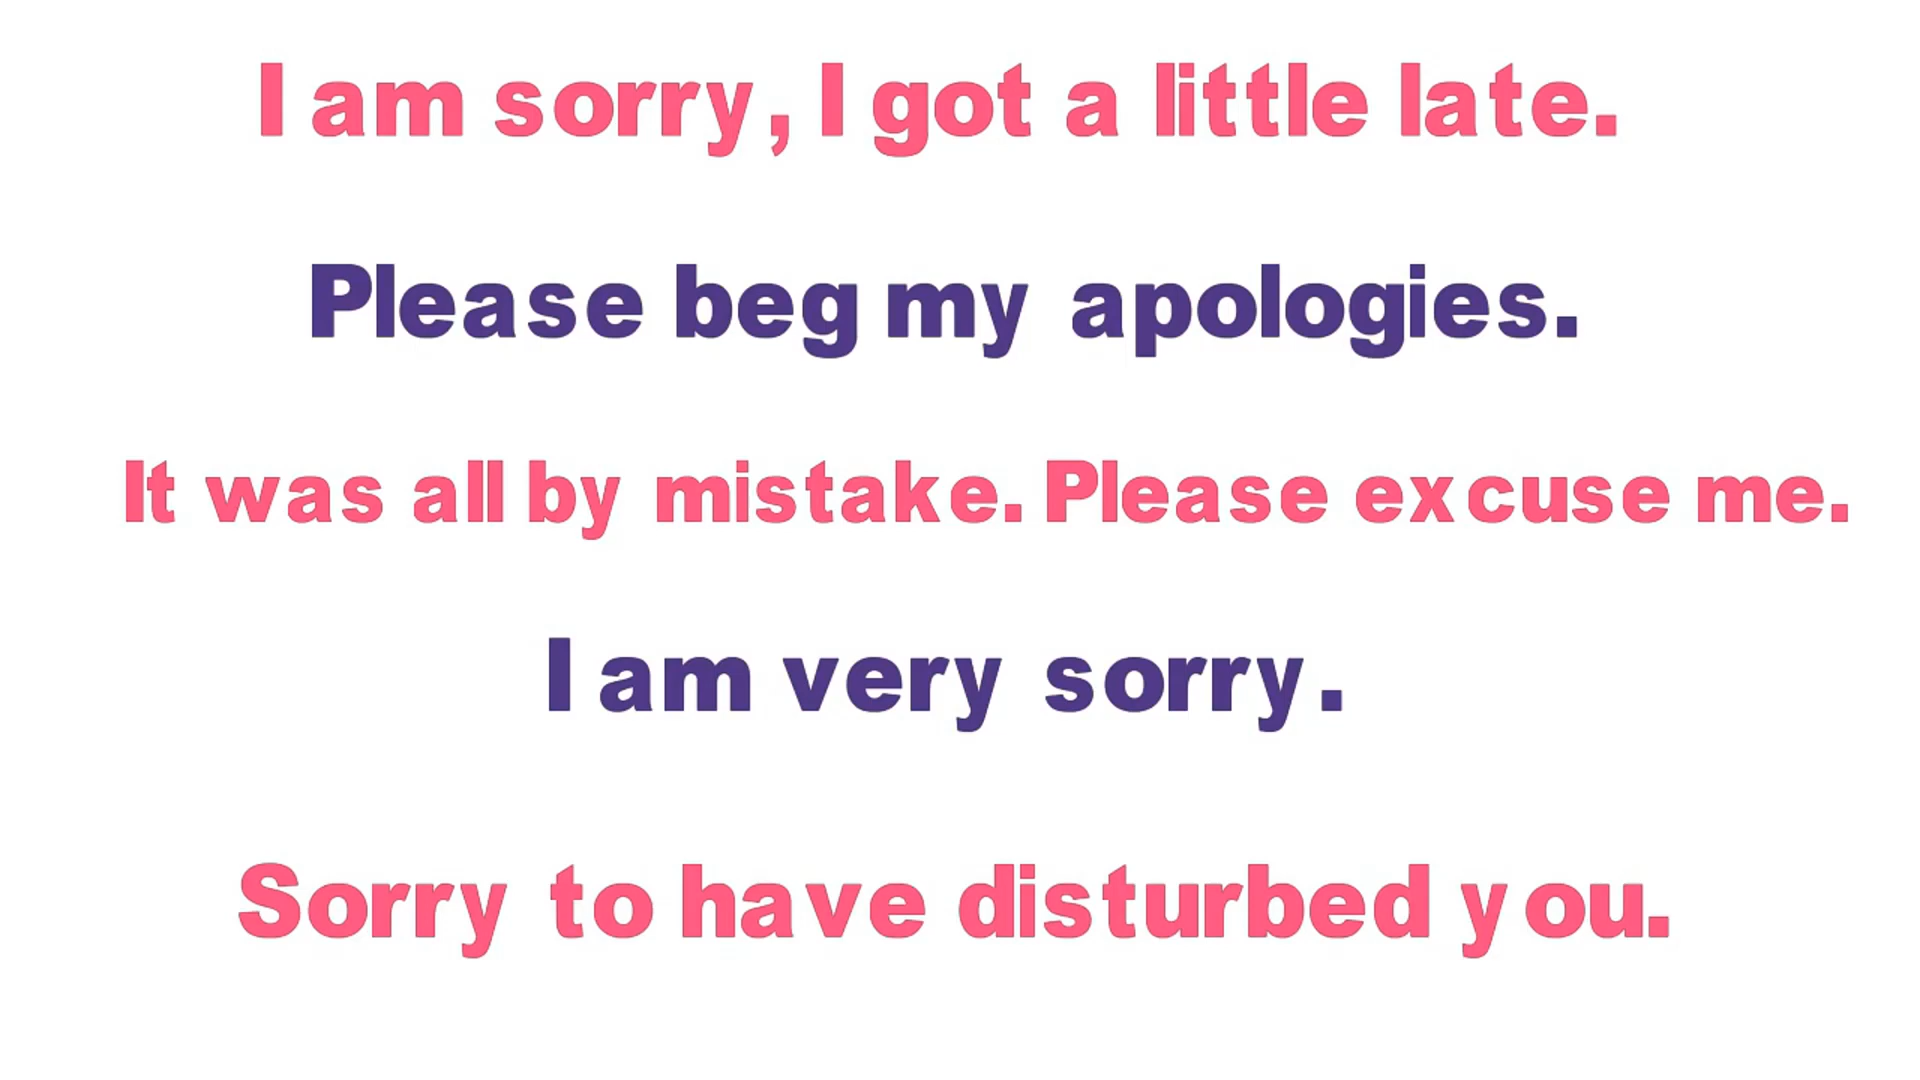 I am sorry, I got a little late.
Please beg my apologies.
It was all by mistake. Please excuse me.
I am very sorry.
Sorry to have disturbed you.